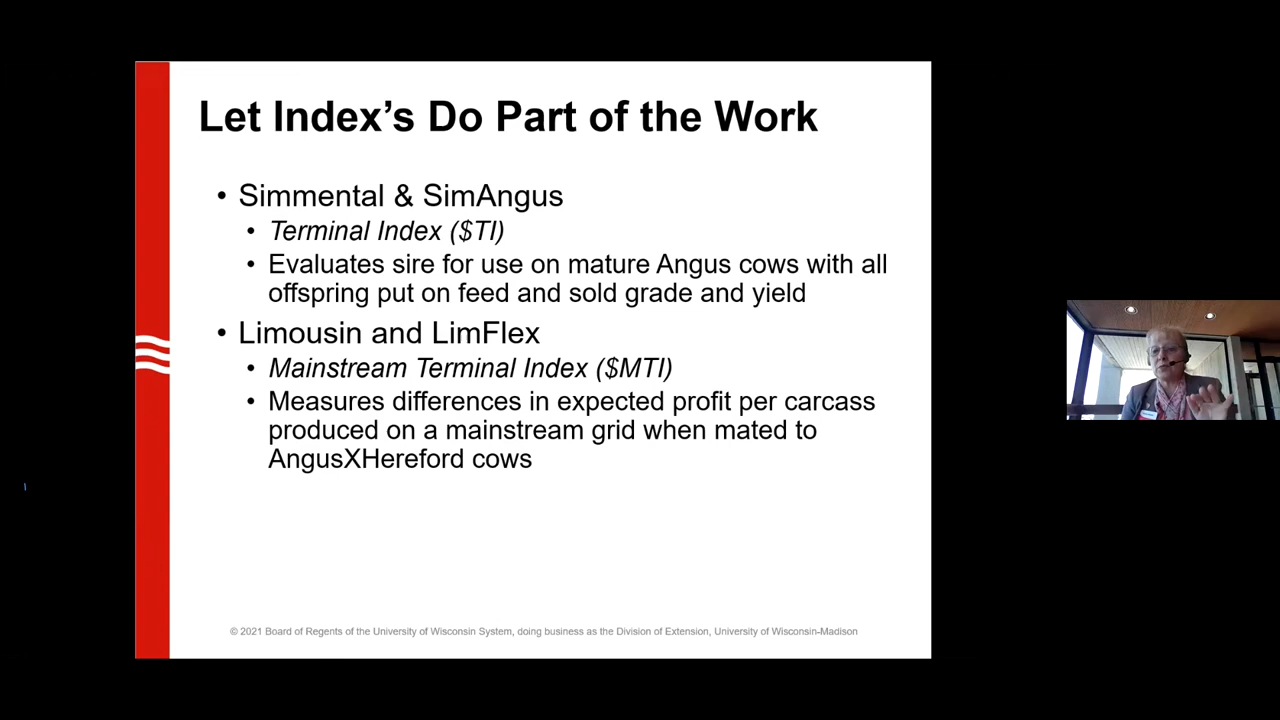 Let Index's Do Part of the Work
• Simmental & SimAngus
• Terminal Index ($TI)
• Evaluates sire for use on mature Angus cows with all
offspring put on feed and sold grade and yield
• Limousin and LimFlex
• Mainstream Terminal Index ($MTI)
• Measures differences in expected profit per carcass
produced on a mainstream grid when mated to
AngusXHereford cows
© 2021 Board of Regents of the University of Wisconsin System, doing business as the Division of Extension, University of Wisconsin-Madison